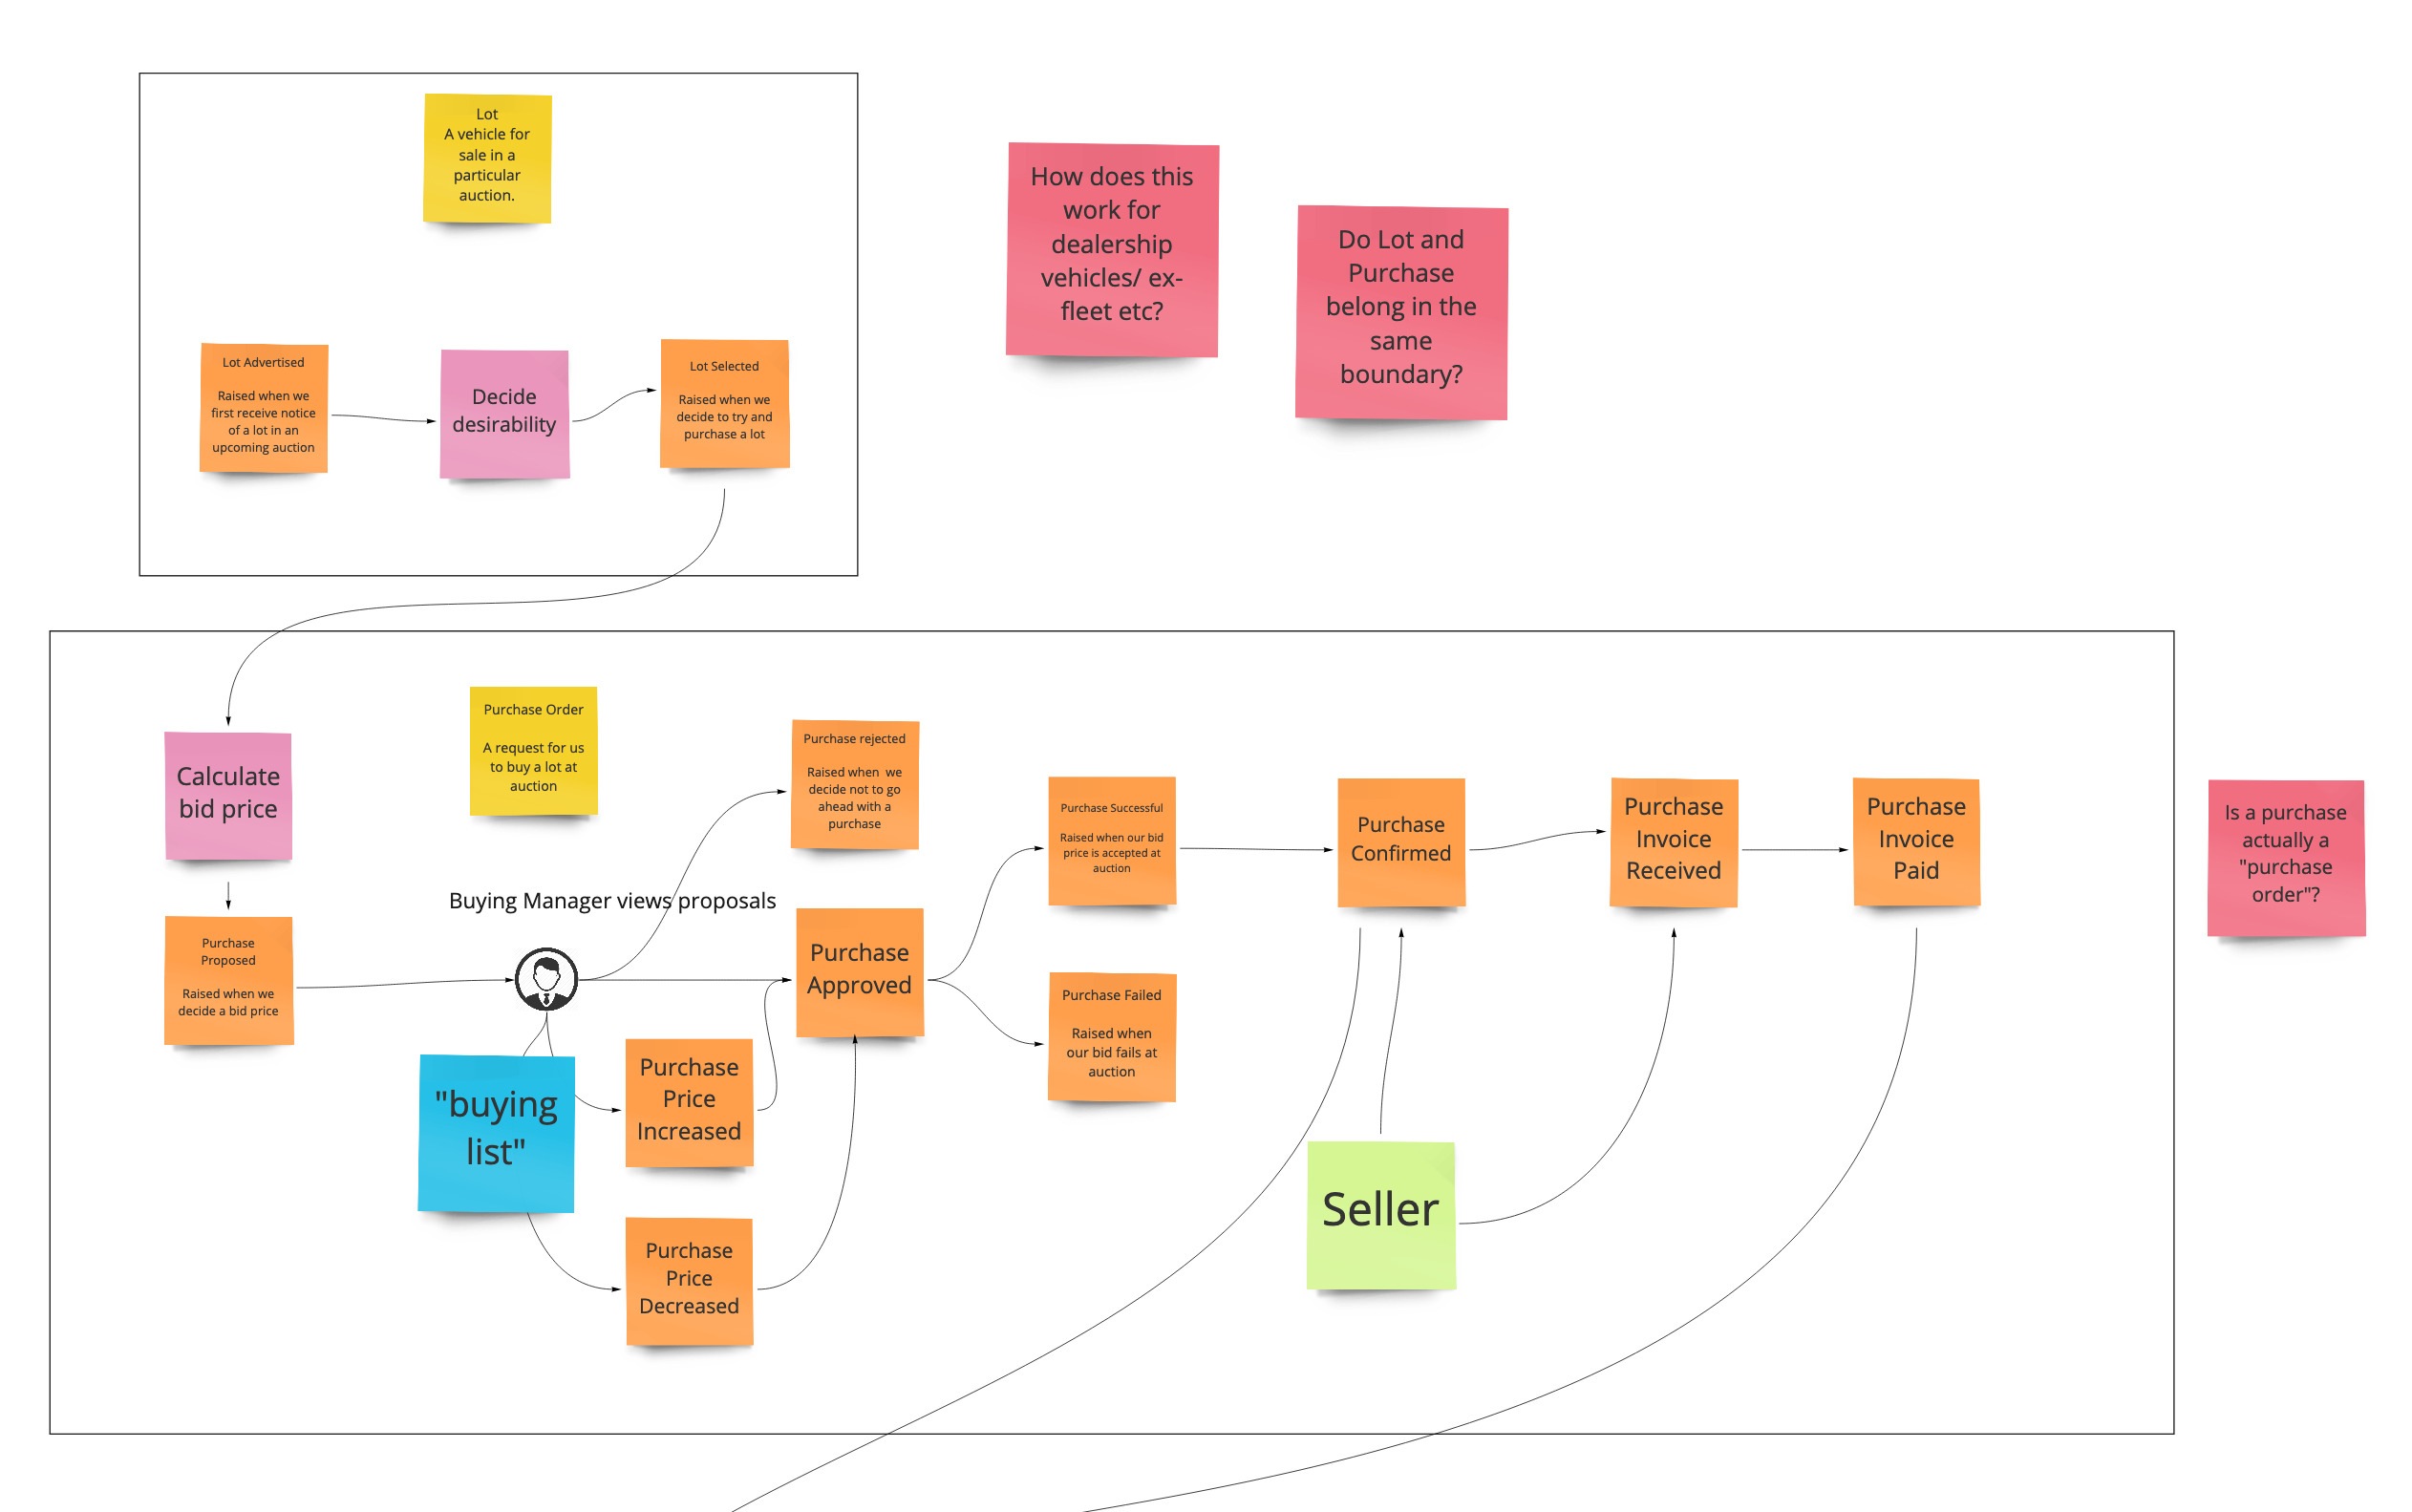 Lot
A vehicle for
sale in a
particular
auction.
How does this
work for
dealership
vehicles/ ex-
fleet etc?
Do Lot and
Purchase
belong in the
same
boundary?
Lot Advertised
Raised when we
first receive notice
of a lot in an
upcoming auction
Decide
desirability
Lot Selected
Raised when we
decide to try and
purchase a lot
Calculate
bid price
Purchase Order
A request for us
to buy a lot at
auction
Purchase rejected
Raised when we
decide not to go
ahead with a
purchase
Purchase Successful
Raised when our bid
price is accepted at
auction
Purchase
Confirmed
Purchase
Invoice
Received
Purchase
Invoice
Paid
Is a purchase
actually a
"purchase
order"?
Buying Manager views proposals
Purchase
Proposed
Raised when we
decide a bid price
Purchase
Approved
Purchase Failed
Raised when
our bid fails at
auction
"buying
list"
Purchase
Price
Increased
Seller
Purchase
Price
Decreased